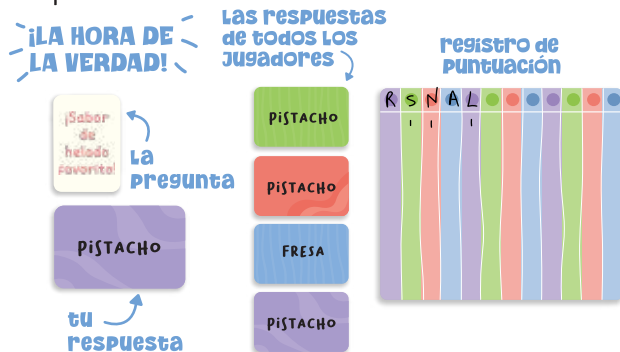 ¡LA HORA DE
LA VERDAD!
¡Sabor
de
helado
favorito!
La
pregunta
PISTACHO
tu
respuesta
Las respuestas
de todos los
jugadores
PISTACHO
PISTACHO
FRESA
PISTACHO
registro de
puntuación
R S N A L
I I I